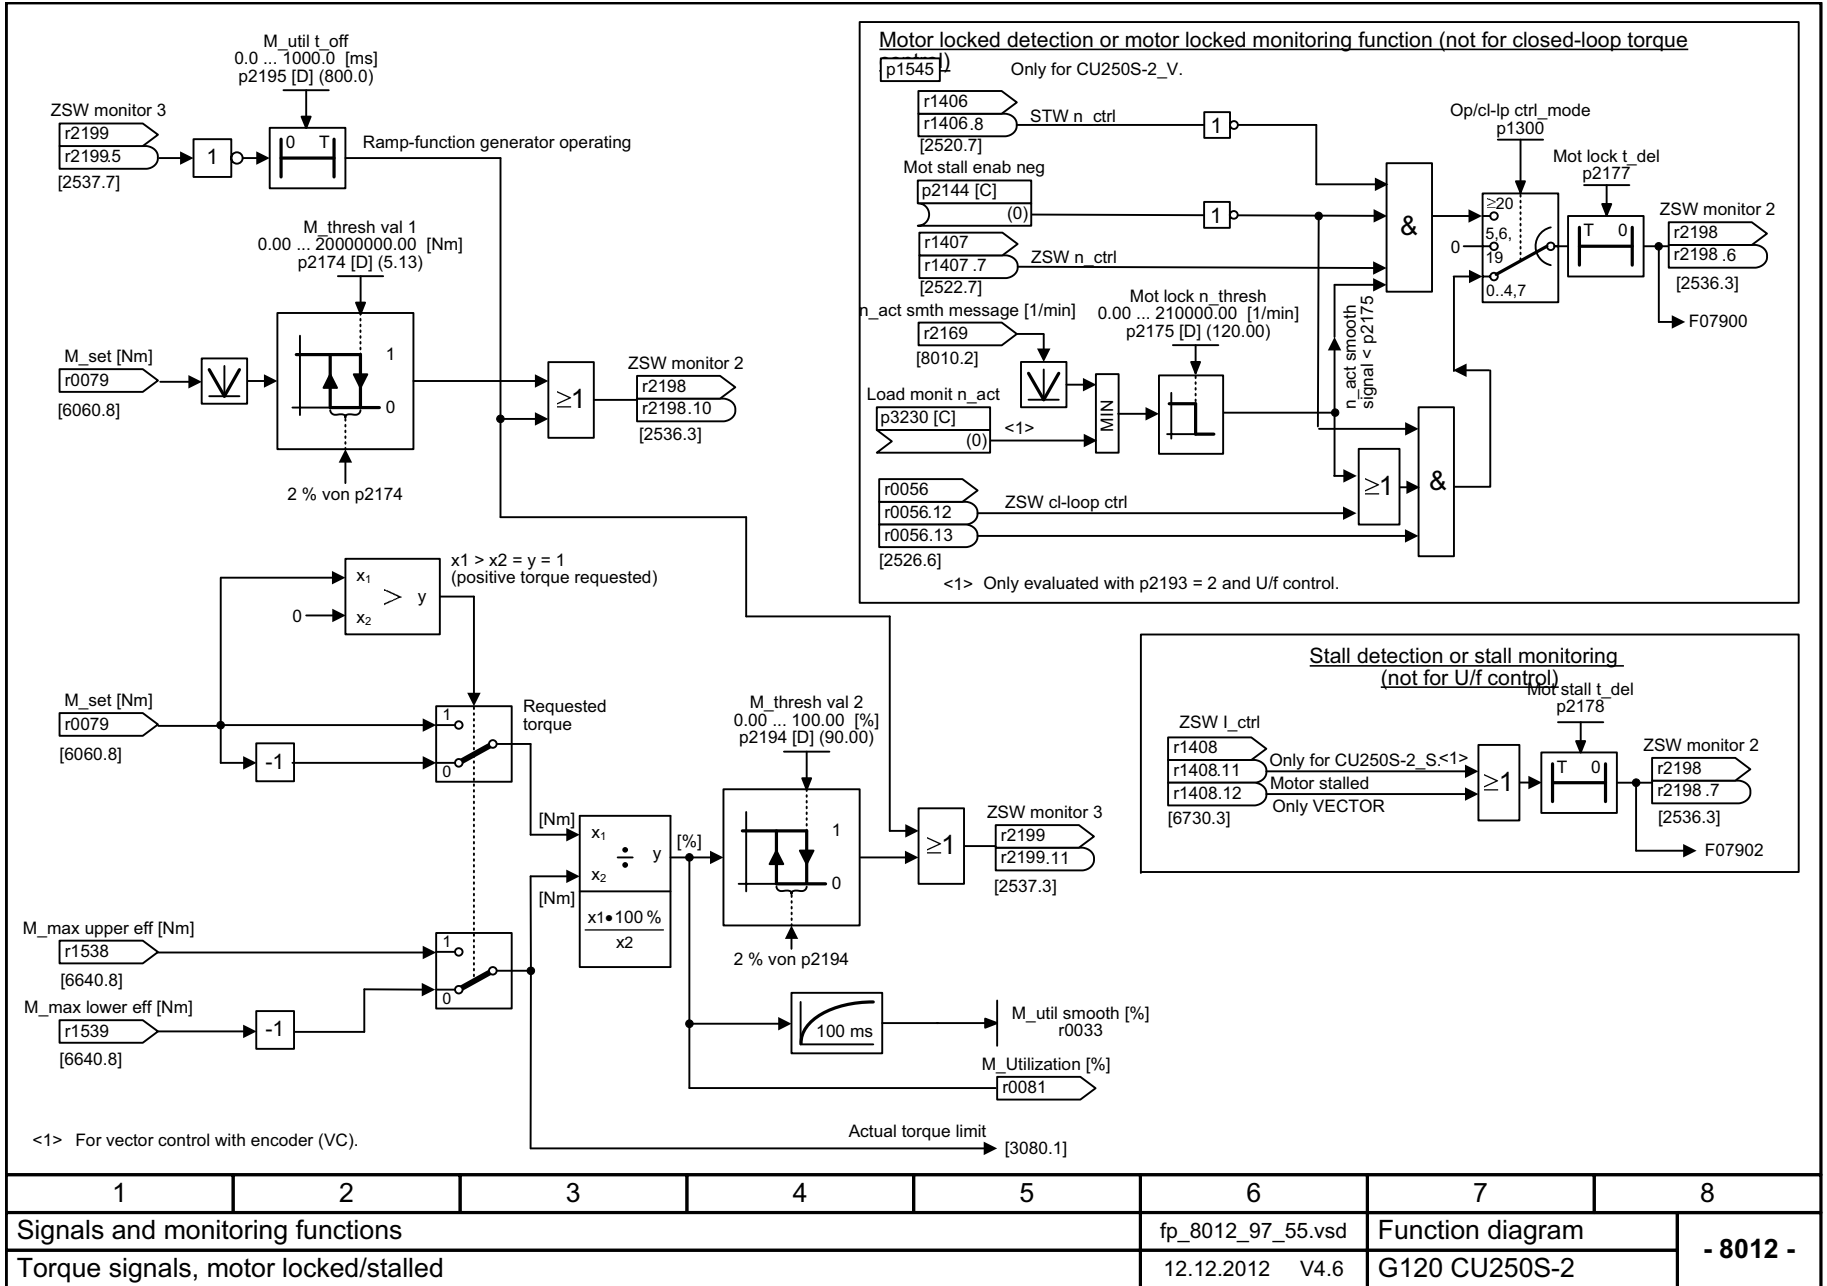 M_util t_off
0.0 ... 1000.0 [ms]
p2195 [D] (800.0)
ZSW monitor 3
r2199
r2199.5
[2537.7]
1
0 T
Ramp-function generator operating
M_thresh val 1
0.00 ... 20000000.00 [Nm]
p2174 [D] (5.13)
M_set [Nm]
r0079
[6060.8]
1
0
2 % von p2174
≥1
ZSW monitor 2
r2198
r2198.10
[2536.3]
x1 > x2 = y = 1
(positive torque requested)
x1
> y
0
x2
M_set [Nm]
r0079
[6060.8]
-1
1
0
Requested
torque
M_max upper eff [Nm]
r1538
[6640.8]
M_max lower eff [Nm]
r1539
[6640.8]
-1
1
0
[Nm]
x1
÷ y
x2
[Nm]
x1•100 %
x2
[%]
M_thresh val 2
0.00 ... 100.00 [%]
p2194 [D] (90.00)
1
0
2 % von p2194
≥1
ZSW monitor 3
r2199
r2199.11
[2537.3]
100 ms
M_util smooth [%]
r0033
M_Utilization [%]
r0081
Actual torque limit
[3080.1]
<1> For vector control with encoder (VC).
Motor locked detection or motor locked monitoring function (not for closed-loop torque
p1545
Only for CU250S-2_V.
r1406
r1406.8
[2520.7]
STW n_ctrl
1
Mot stall enab neg
p2144 [C]
(0)
1
r1407
r1407 .7
[2522.7]
ZSW n_ctrl
n_act smth message [1/min]
r2169
[8010.2]
Mot lock n_thresh
0.00 ... 210000.00 [1/min]
p2175 [D] (120.00)
Load monit n_act
p3230 [C]
(0)
<1>
MIN
n_act smooth
signal < p2175
r0056
r0056.12
r0056.13
[2526.6]
ZSW cl-loop ctrl
≥1
&
&
Op/cl-lp ctrl_mode
p1300
≥20
0
5,6,
19
0..4,7
Mot lock t_del
p2177
T 0
ZSW monitor 2
r2198
r2198 .6
[2536.3]
F07900
<1> Only evaluated with p2193 = 2 and U/f control.
Stall detection or stall monitoring
(not for U/f control)
Mot stall t_del
p2178
ZSW I_ctrl
r1408
r1408.11
r1408.12
[6730.3]
Only for CU250S-2_S.<1>
Motor stalled
Only VECTOR
≥1
T 0
ZSW monitor 2
r2198
r2198 .7
[2536.3]
F07902
1 2 3 4 5 6 7 8
Signals and monitoring functions
fp_8012_97_55.vsd
Function diagram
- 8012 -
Torque signals, motor locked/stalled
12.12.2012 V4.6
G120 CU250S-2